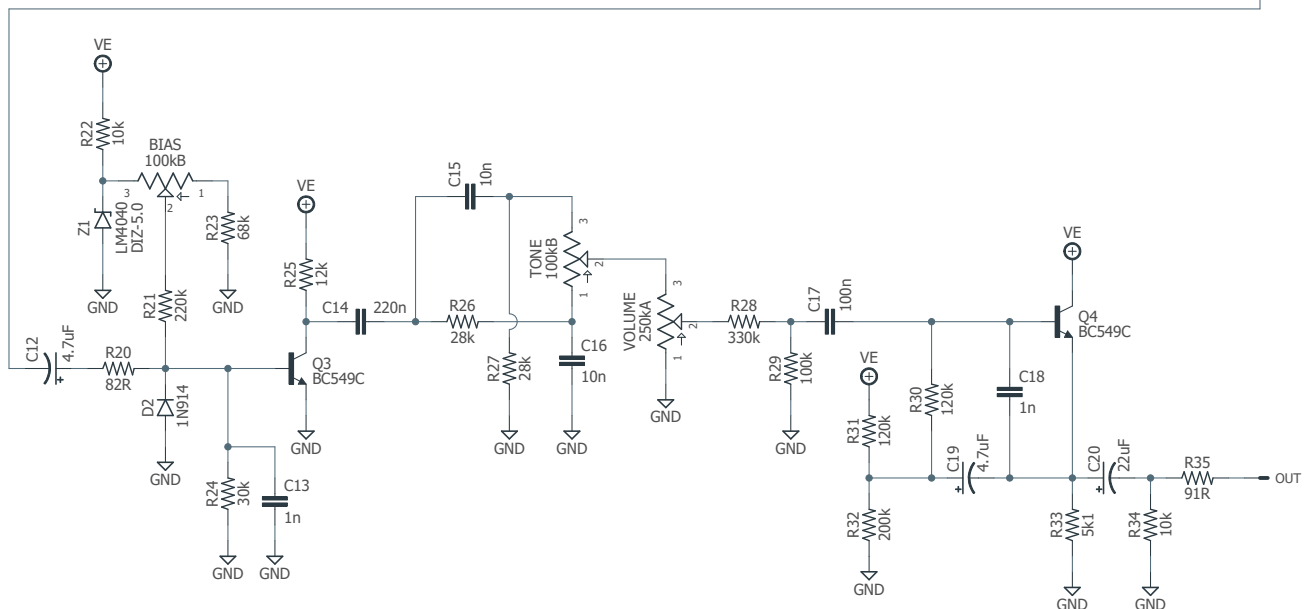 VE
R22
10k
BIAS
100kB
3
1
2
Z1
LM4040
DIZ-5.0
R23
68k
GND
GND
R21
220k
C12
4.7uF
+
R20
82R
D2
1N914
GND
R24
30k
C13
1n
GND
GND
VE
R25
12k
Q3
BC549C
GND
C14
220n
C15
10n
R26
28k
R27
28k
GND
TONE
100kB
3
2
1
C16
10n
GND
VOLUME
250kA
3
2
1
GND
R28
330k
R29
100k
GND
C17
100n
VE
R31
120k
R32
200k
GND
R30
120k
C18
1n
C19
4.7uF
+
VE
Q4
BC549C
R33
5k1
GND
C20
22uF
+
R34
10k
GND
R35
91R
OUT